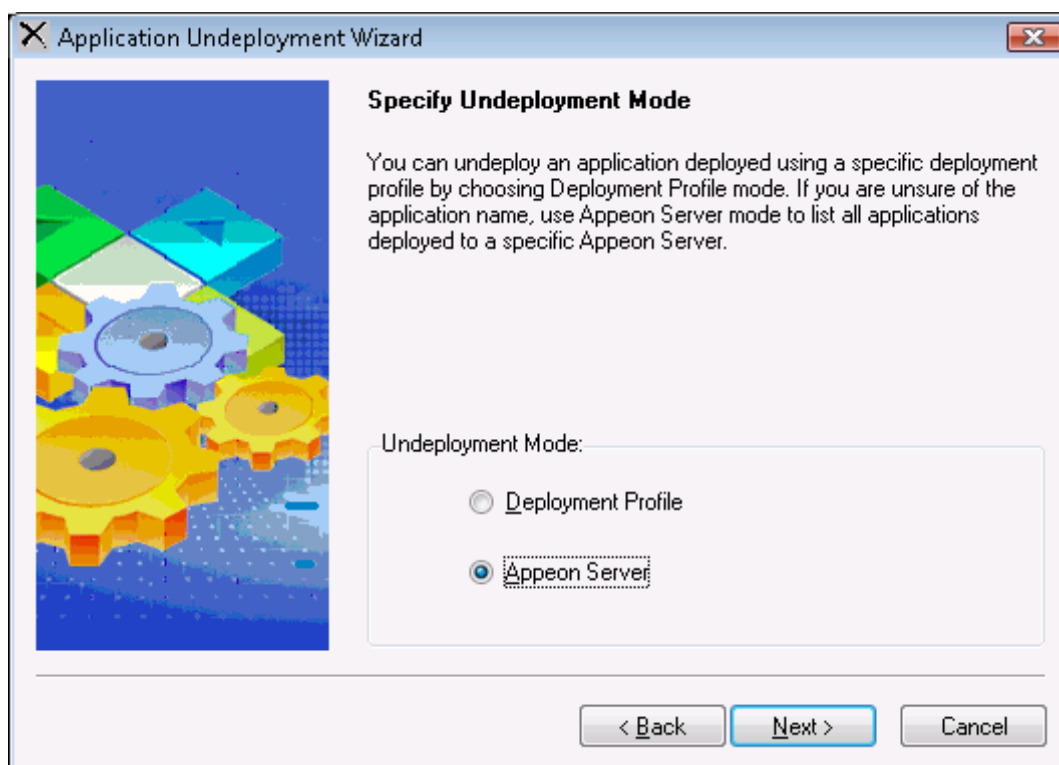 Application Undeployment Wizard
Specify Undeployment Mode
You can undeploy an application deployed using a specific deployment
profile by choosing Deployment Profile mode. If you are unsure of the
application name, use Appeon Server mode to list all applications
deployed to a specific Appeon Server.
Undeployment Mode:
Deployment Profile
Appeon Server
< Back
Next >
Cancel